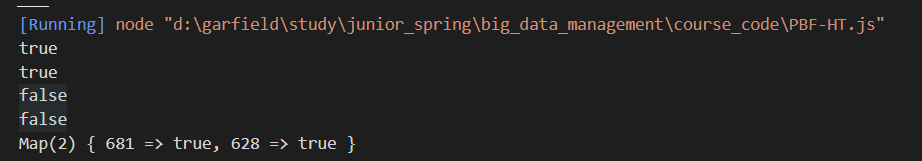 [Running] node "d:\garfield\study\junior_spring\big_data_management\course_code\PBF-HT.js"
true
true
false
false
Map(2) { 681 => true, 628 => true }